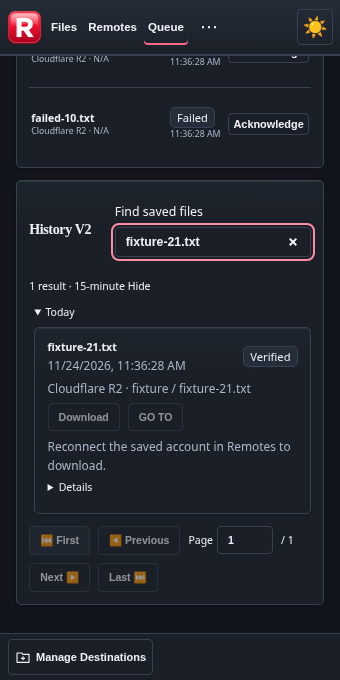 R Files Remotes Queue ...
Cloudflare R2 · N/A
11:36:28 AM
failed-10.txt
Cloudflare R2 · N/A
Failed
11:36:28 AM
Acknowledge
History V2
Find saved files
fixture-21.txt ×
1 result · 15-minute Hide
▼ Today
fixture-21.txt
11/24/2026, 11:36:28 AM
Verified
Cloudflare R2 · fixture / fixture-21.txt
Download GO TO
Reconnect the saved account in Remotes to
download.
▶ Details
⏮ First ◀ Previous Page 1 / 1
Next ▶ Last ⏭
Manage Destinations